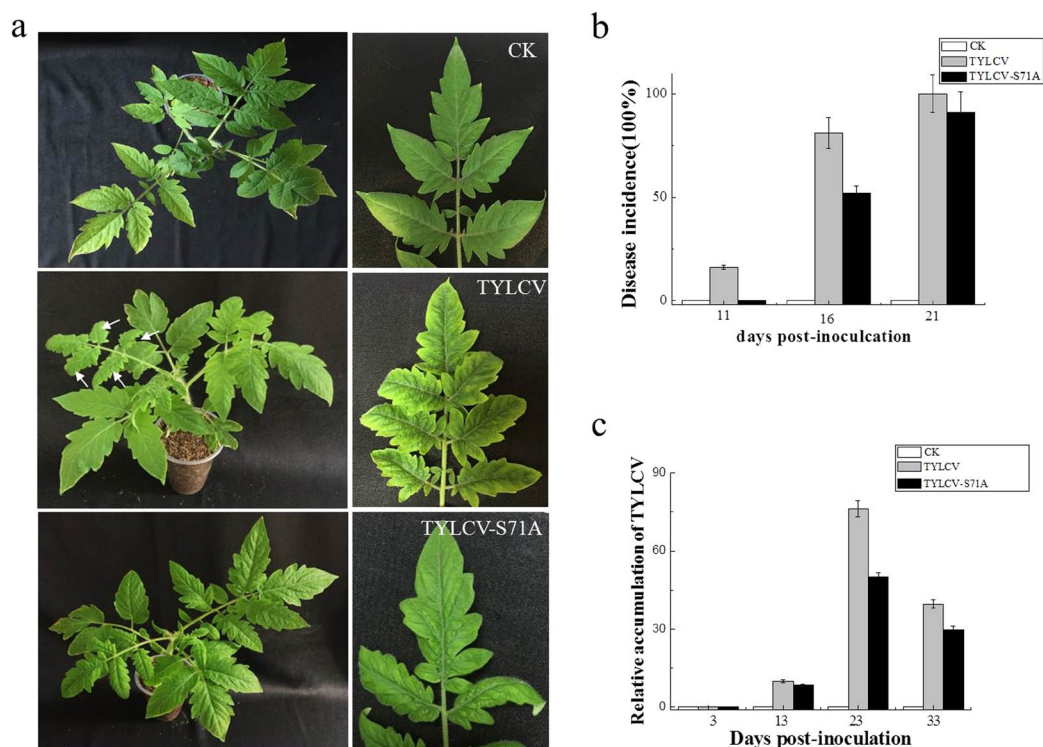 a
CK
TYLCV
TYLCV-S71A
b
CK
TYLCV
TYLCV-S71A
Disease incidence(100%)
100
50
0
11
16
21
days post-inoculcation
c
CK
TYLCV
TYLCV-S71A
Relative accumulation of TYLCV
90
60
30
0
3
13
23
33
Days post-inoculation